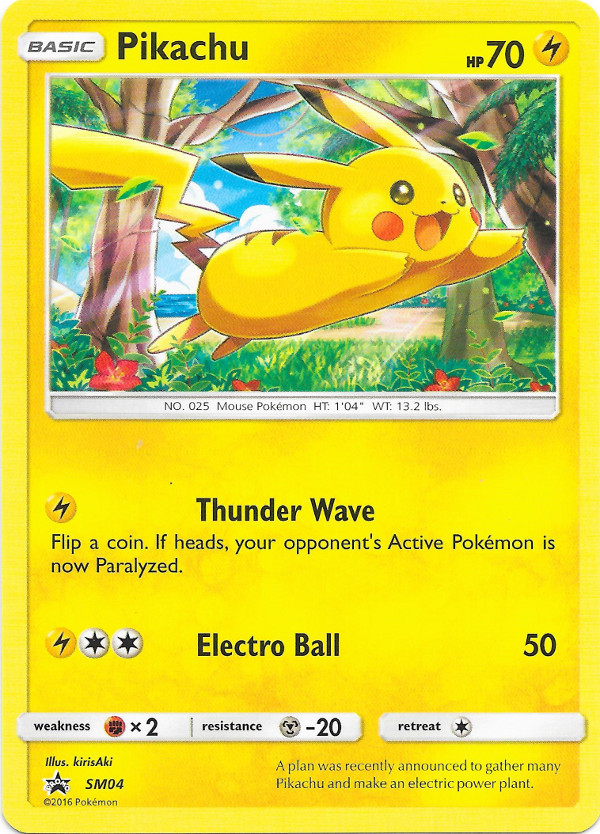 BASIC Pikachu HP 70
NO. 025 Mouse Pokémon HT: 1'04" WT: 13.2 lbs.
Thunder Wave
Flip a coin. If heads, your opponent's Active Pokémon is
now Paralyzed.
Electro Ball 50
weakness × 2 resistance -20 retreat
Illus. kirisAki
SM04
©2016 Pokémon
A plan was recently announced to gather many
Pikachu and make an electric power plant.